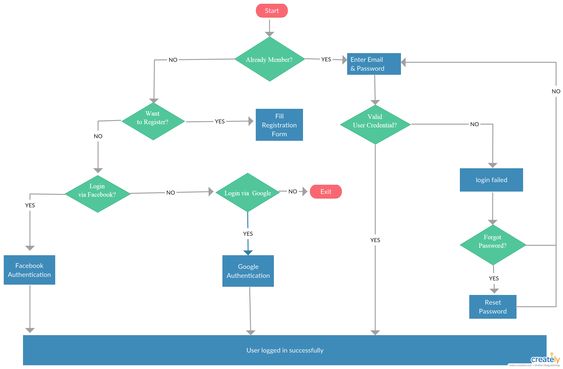 Start
Already Member?
NO
YES
Enter Email
& Password
Want
to Register?
YES
Fill
Registration
Form
Valid
User Credential?
NO
NO
NO
Login
via Facebook?
NO
Login via Google
NO
Exit
login failed
YES
YES
YES
Forgot
Password?
Facebook
Authentication
Google
Authentication
YES
Reset
Password
User logged in successfully
creately